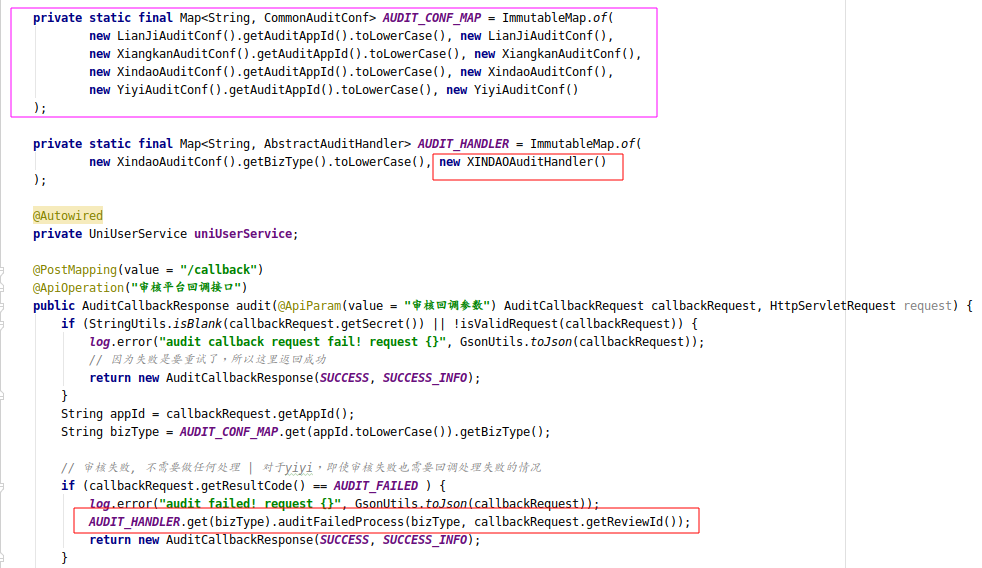 private static final Map<String, CommonAuditConf> AUDIT_CONF_MAP = ImmutableMap.of(
new LianJiAuditConf().getAuditAppId().toLowerCase(), new LianJiAuditConf(),
new XiangkanAuditConf().getAuditAppId().toLowerCase(), new XiangkanAuditConf(),
new XindaoAuditConf().getAuditAppId().toLowerCase(), new XindaoAuditConf(),
new YiyiAuditConf().getAuditAppId().toLowerCase(), new YiyiAuditConf()
);
private static final Map<String, AbstractAuditHandler> AUDIT_HANDLER = ImmutableMap.of(
new XindaoAuditConf().getBizType().toLowerCase(), new XINDAOAuditHandler()
);
@Autowired
private UniUserService uniUserService;
@PostMapping(value = "/callback")
@ApiOperation("审核平台回调接口")
public AuditCallbackResponse audit(@ApiParam(value = "审核回调参数") AuditCallbackRequest callbackRequest, HttpServletRequest request) {
if (StringUtils.isBlank(callbackRequest.getSecret()) || !isValidRequest(callbackRequest)) {
log.error("audit callback request fail! request {}", GsonUtils.toJson(callbackRequest));
// 因为失败是要重试了，所以这里返回成功
return new AuditCallbackResponse(SUCCESS, SUCCESS_INFO);
}
String appId = callbackRequest.getAppId();
String bizType = AUDIT_CONF_MAP.get(appId.toLowerCase()).getBizType();
// 审核失败, 不需要做任何处理 | 对于yiyi，即使审核失败也需要回调处理失败的情况
if (callbackRequest.getResultCode() == AUDIT_FAILED ) {
log.error("audit failed! request {}", GsonUtils.toJson(callbackRequest));
AUDIT_HANDLER.get(bizType).auditFailedProcess(bizType, callbackRequest.getReviewId());
return new AuditCallbackResponse(SUCCESS, SUCCESS_INFO);
}